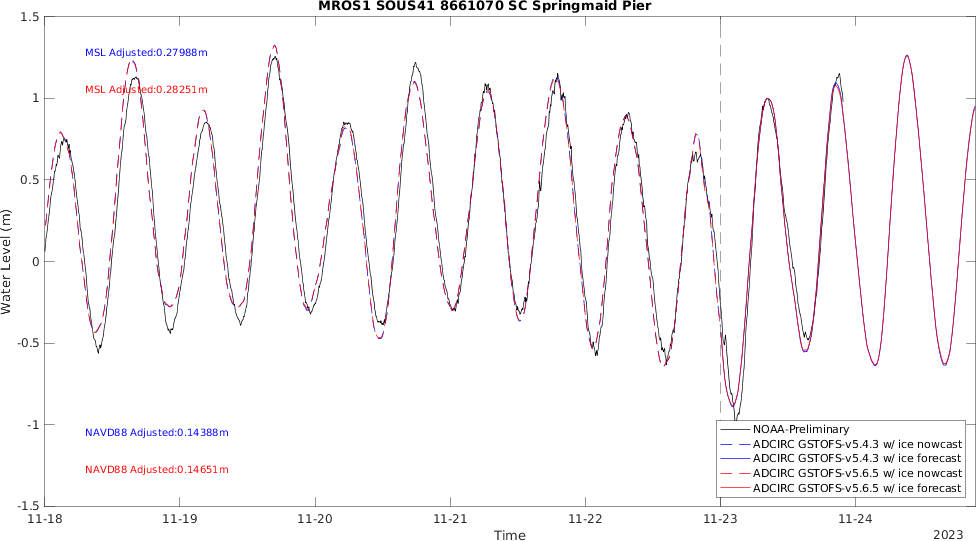 MROS1 SOUS41 8661070 SC Springmaid Pier
1.5
1
0.5
0
-0.5
-1
-1.5
Water Level (m)
MSL Adjusted:0.27988m
MSL Adjusted:0.28251m
NAVD88 Adjusted:0.14388m
NAVD88 Adjusted:0.14651m
NOAA-Preliminary
ADCIRC GSTOFS-v5.4.3 w/ ice nowcast
ADCIRC GSTOFS-v5.4.3 w/ ice forecast
ADCIRC GSTOFS-v5.6.5 w/ ice nowcast
ADCIRC GSTOFS-v5.6.5 w/ ice forecast
11-18 11-19 11-20 11-21 11-22 11-23 11-24
Time
2023